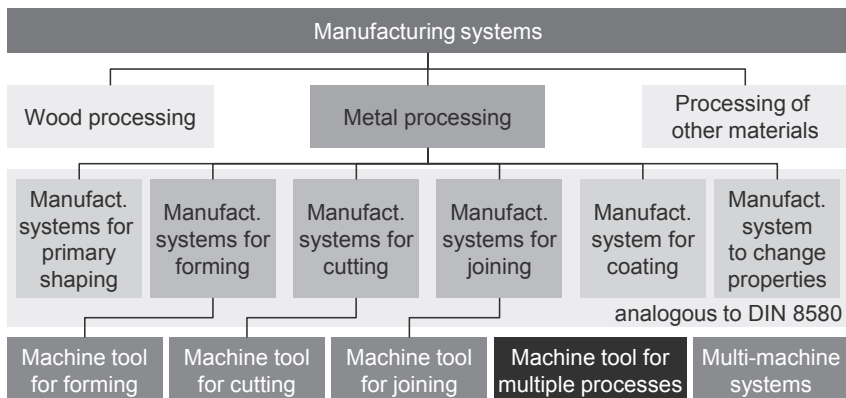 Manufacturing systems
Wood processing
Metal processing
Processing of
other materials
Manufact.
systems for
primary
shaping
Manufact.
systems for
forming
Manufact.
systems for
cutting
Manufact.
systems for
joining
Manufact.
system for
coating
Manufact.
system
to change
properties
analogous to DIN 8580
Machine tool
for forming
Machine tool
for cutting
Machine tool
for joining
Machine tool for
multiple processes
Multi-machine
systems